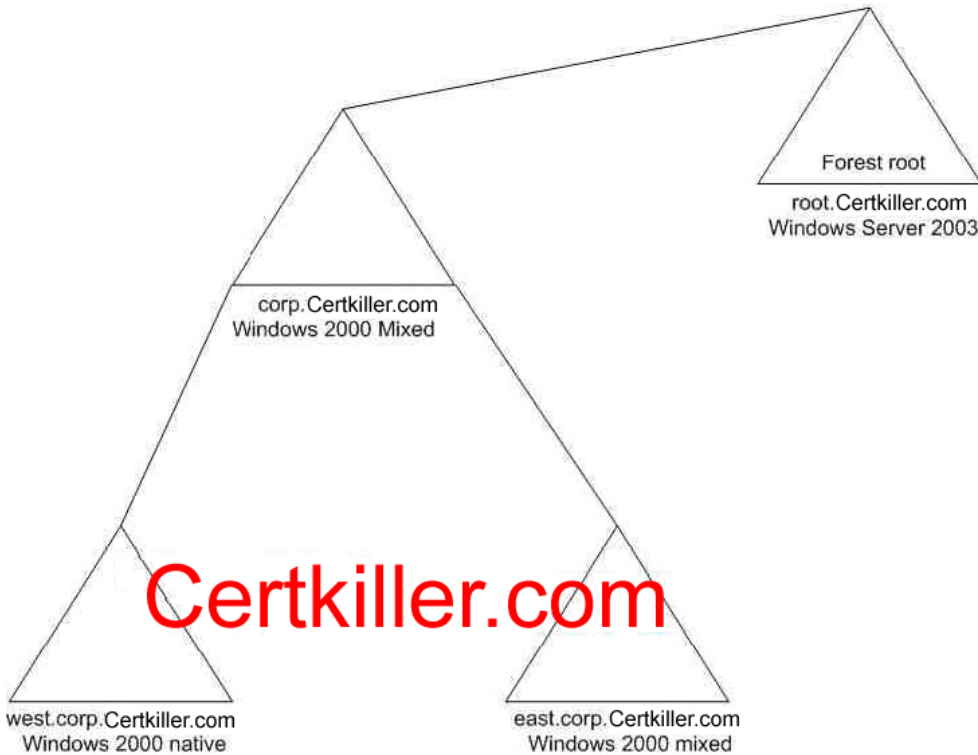 Forest root
root.Certkiller.com
Windows Server 2003
corp.Certkiller.com
Windows 2000 Mixed
Certkiller.com
west.corp.Certkiller.com
Windows 2000 native
east.corp.Certkiller.com
Windows 2000 mixed